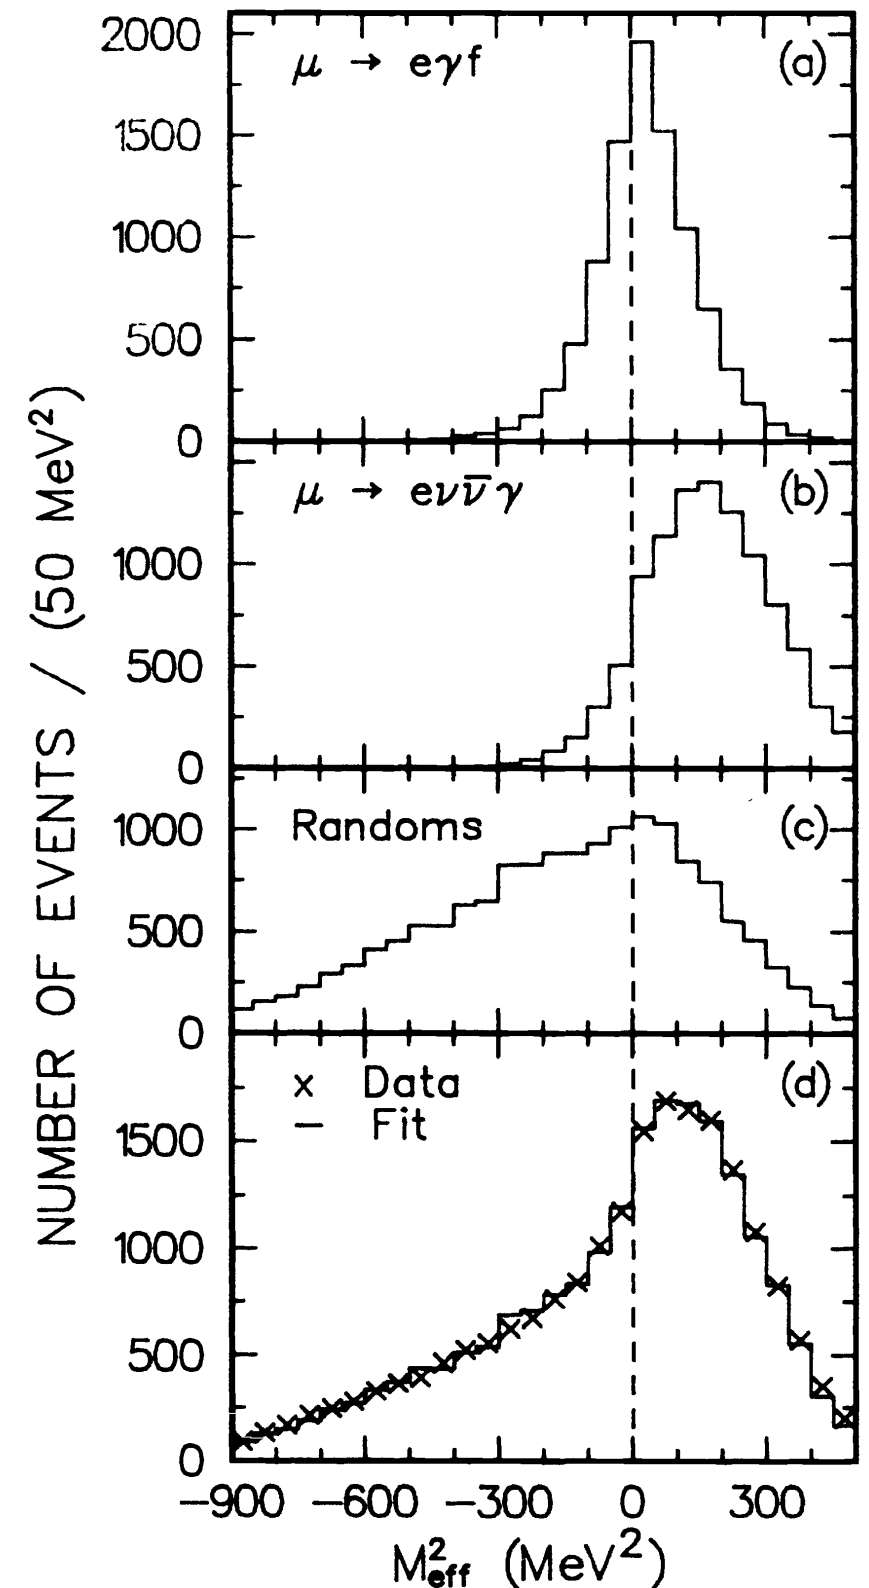 NUMBER OF EVENTS / (50 MeV²)
2000
1500
1000
500
0
μ → eγf
(a)
1000
500
0
μ → eνν̅γ
(b)
1000
500
0
Randoms
(c)
1500
1000
500
0
× Data
— Fit
(d)
−900 −600 −300 0 300
M²eff (MeV²)